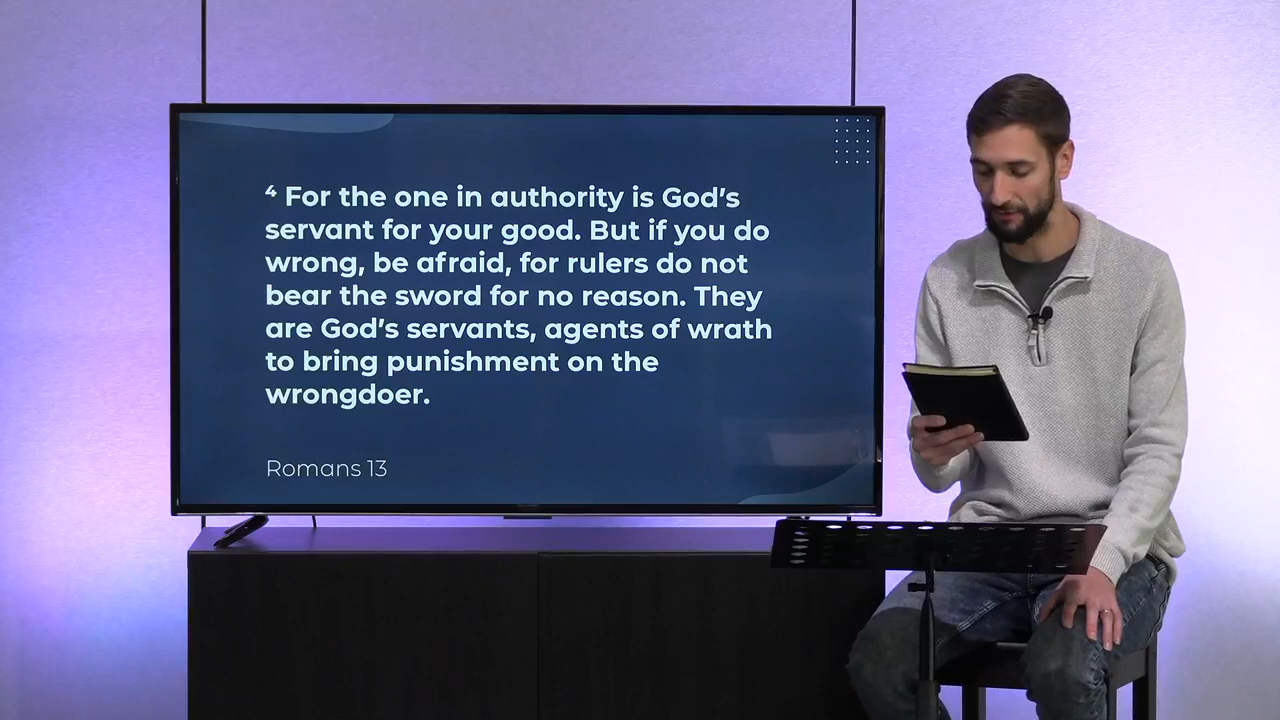 ⁴ For the one in authority is God’s
servant for your good. But if you do
wrong, be afraid, for rulers do not
bear the sword for no reason. They
are God’s servants, agents of wrath
to bring punishment on the
wrongdoer.
Romans 13